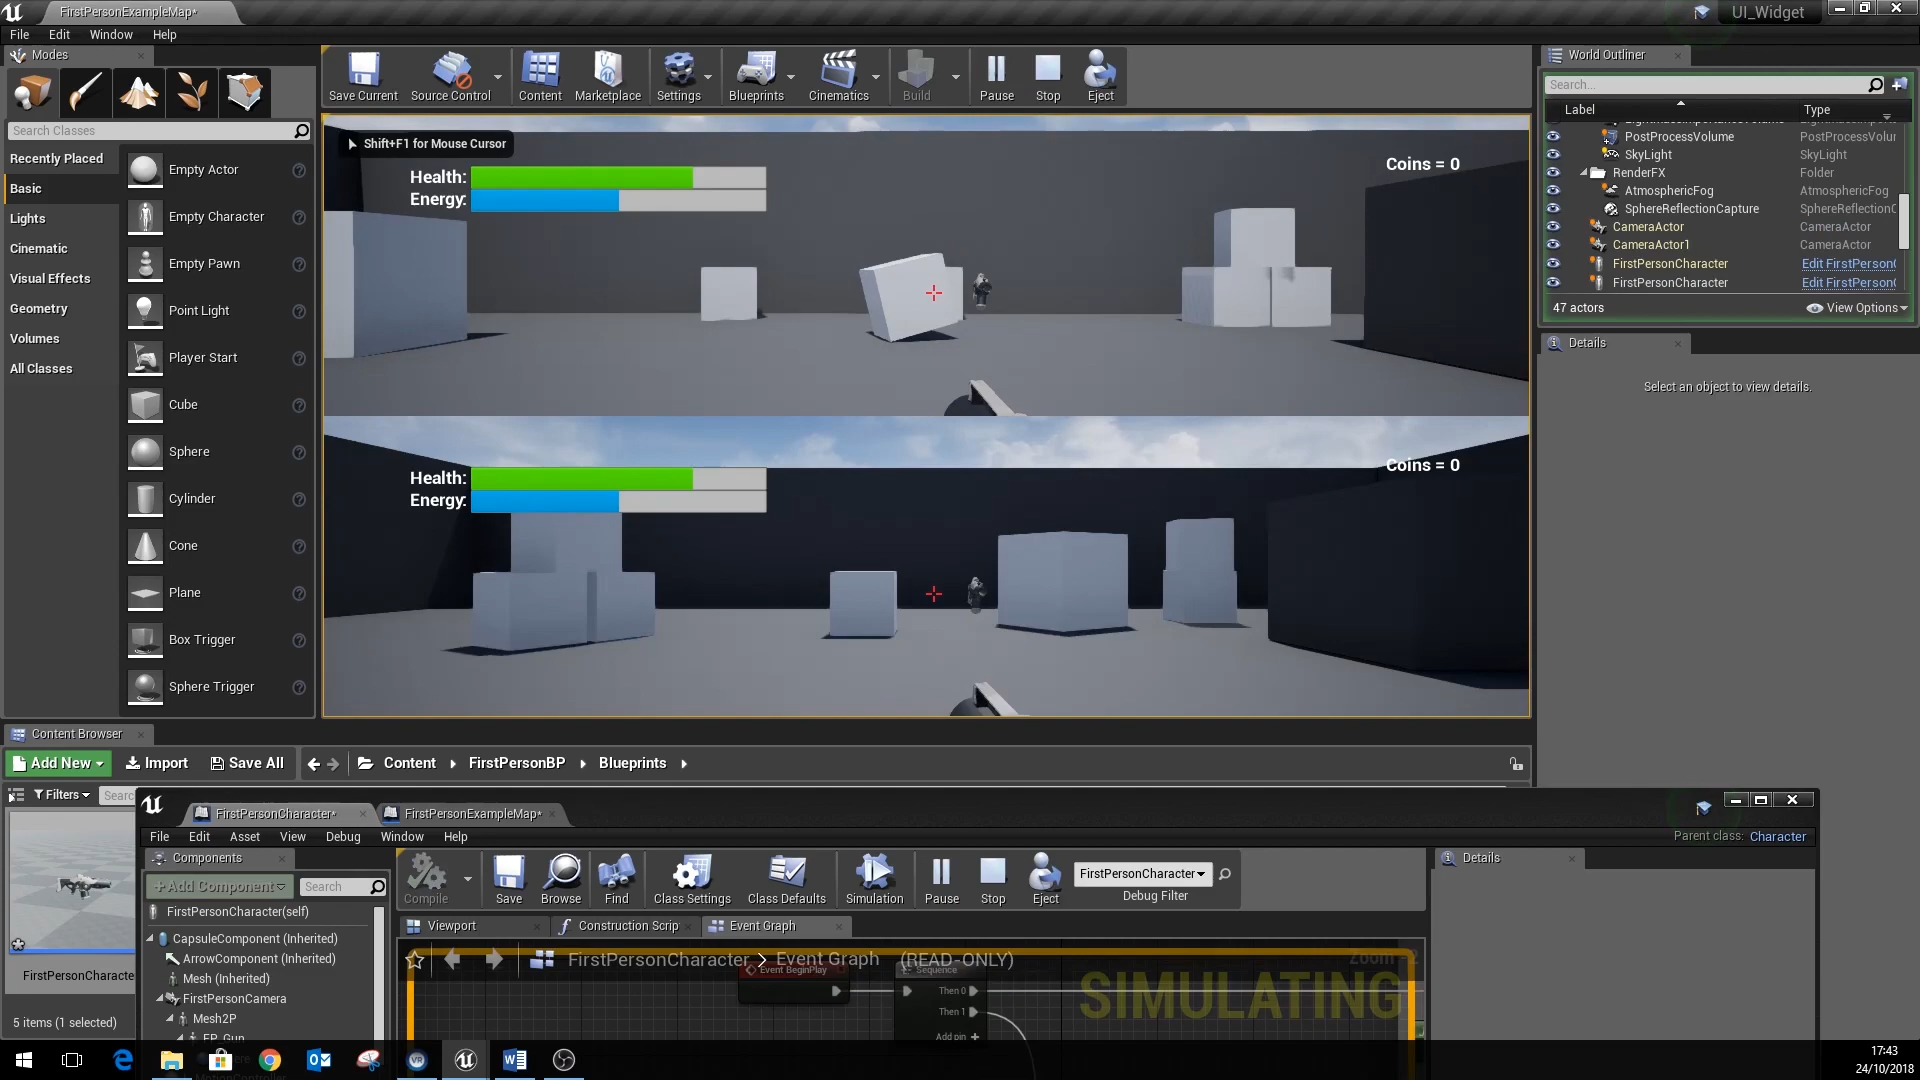 FirstPersonExampleMap*
UI_Widget
File Edit Window Help
Modes
Search Classes
Recently Placed
Basic
Lights
Cinematic
Visual Effects
Geometry
Volumes
All Classes
Empty Actor
Empty Character
Empty Pawn
Point Light
Player Start
Cube
Sphere
Cylinder
Cone
Plane
Box Trigger
Sphere Trigger
Save Current Source Control Content Marketplace Settings Blueprints Cinematics Build Pause Stop Eject
Shift+F1 for Mouse Cursor
Health:
Energy:
Coins = 0
Health:
Energy:
Coins = 0
World Outliner
Search...
Label Type
PostProcessVolume PostProcessVolur
SkyLight SkyLight
RenderFX Folder
AtmosphericFog AtmosphericFog
SphereReflectionCapture SphereReflectionC
CameraActor CameraActor
CameraActor1 CameraActor
FirstPersonCharacter Edit FirstPersonC
FirstPersonCharacter Edit FirstPersonC
47 actors View Options
Details
Select an object to view details.
Content Browser
Add New Import Save All Content FirstPersonBP Blueprints
Filters Searc
FirstPersonCharacte
5 items (1 selected)
FirstPersonCharacter* FirstPersonExampleMap*
File Edit Asset View Debug Window Help
Parent class: Character
Components
+Add Component Search
FirstPersonCharacter(self)
CapsuleComponent (Inherited)
ArrowComponent (Inherited)
Mesh (Inherited)
FirstPersonCamera
Mesh2P
FP_Gun
Compile Save Browse Find Class Settings Class Defaults Simulation Pause Stop Eject
FirstPersonCharacter
Debug Filter
Viewport Construction Scrip Event Graph
FirstPersonCharacter > Event Graph (READ-ONLY)
Zoom -2
Event BeginPlay
Sequence
Then 0
Then 1
Add pin +
SIMULATING
Details
17:43
24/10/2018